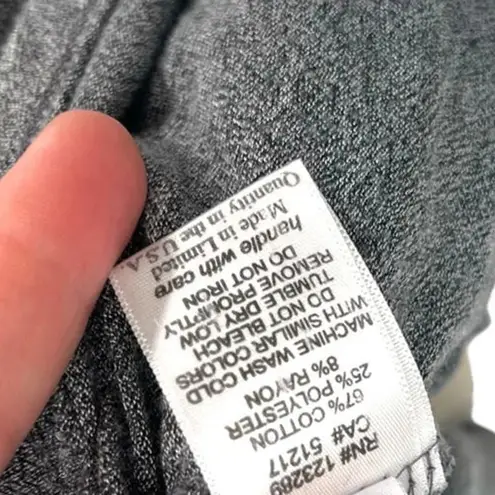 RN# 123289
CA# 51217
67% COTTON
25% POLYESTER
8% RAYON
MACHINE WASH COLD
WITH SIMILAR COLORS
DO NOT BLEACH
TUMBLE DRY LOW
REMOVE PROMPTLY
DO NOT IRON
handle with care
Made in Limited
Quantity in the U.S.A.